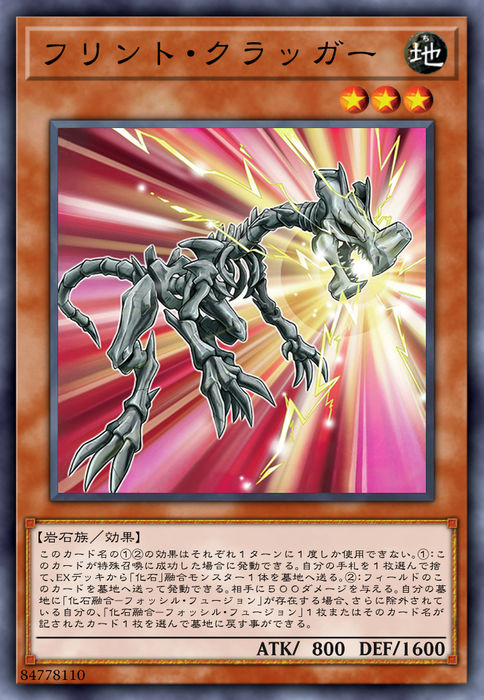 フリント・クラッガー
ち
地
【岩石族／効果】
このカード名の①②の効果はそれぞれ１ターンに１度しか使用できない。①：こ
のカードが特殊召喚に成功した場合に発動できる。自分の手札を１枚選んで捨
て、EXデッキから「化石」融合モンスター１体を墓地へ送る。②：フィールドのこ
のカードを墓地へ送って発動できる。相手に５００ダメージを与える。自分の墓
地に「化石融合－フォッシル・フュージョン」が存在する場合、さらに除外されて
いる自分の、「化石融合－フォッシル・フュージョン」１枚またはそのカード名が
記されたカード１枚を選んで墓地に戻す事ができる。
ATK/ 800 DEF/1600
84778110